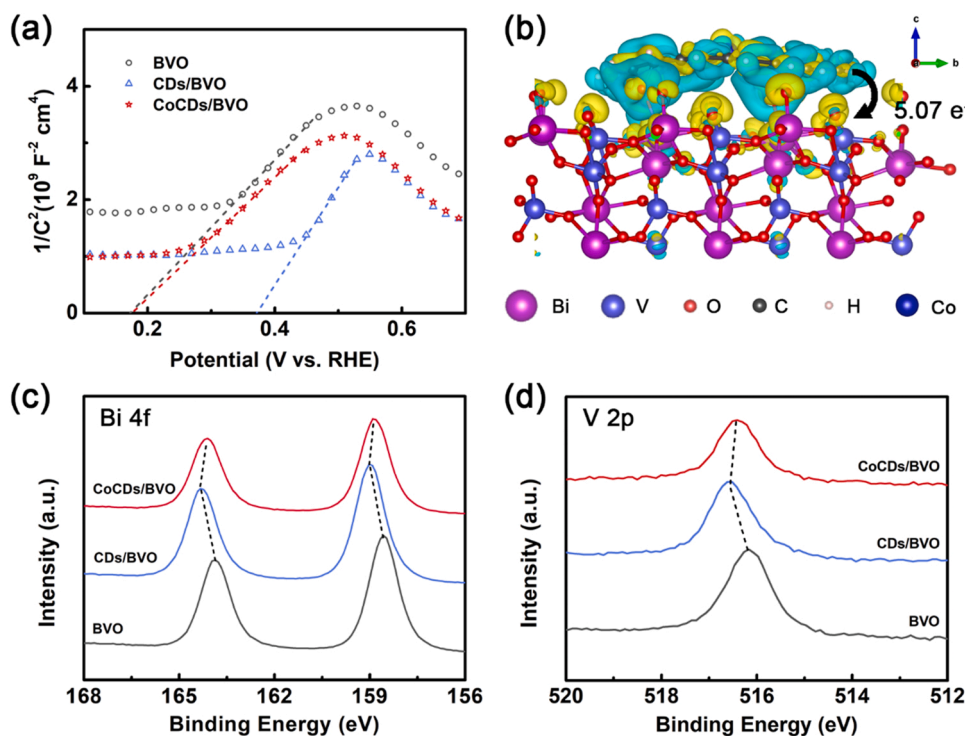 (a)
BVO
CDs/BVO
CoCDs/BVO
1/C² (10⁹ F⁻² cm⁴)
4
2
0
0.2 0.4 0.6
Potential (V vs. RHE)
(b)
c
a b
5.07 e
Bi V O C H Co
(c)
Bi 4f
CoCDs/BVO
CDs/BVO
BVO
Intensity (a.u.)
168 165 162 159 156
Binding Energy (eV)
(d)
V 2p
CoCDs/BVO
CDs/BVO
BVO
Intensity (a.u.)
520 518 516 514 512
Binding Energy (eV)